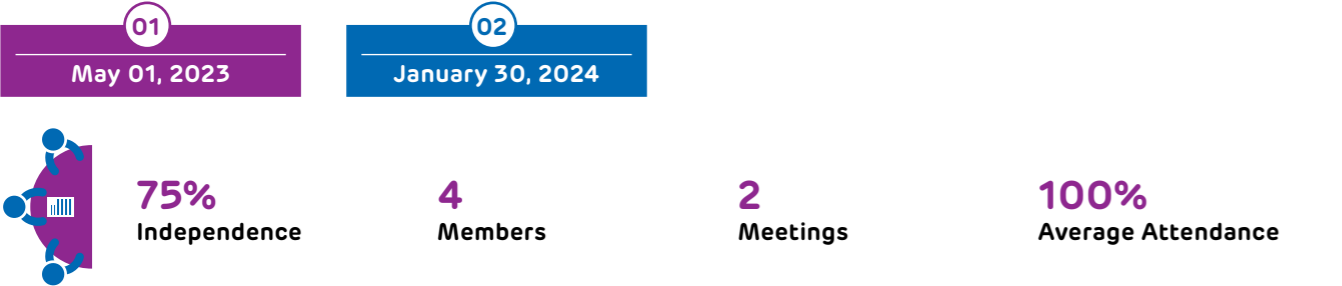 01
May 01, 2023
02
January 30, 2024
75%
Independence
4
Members
2
Meetings
100%
Average Attendance